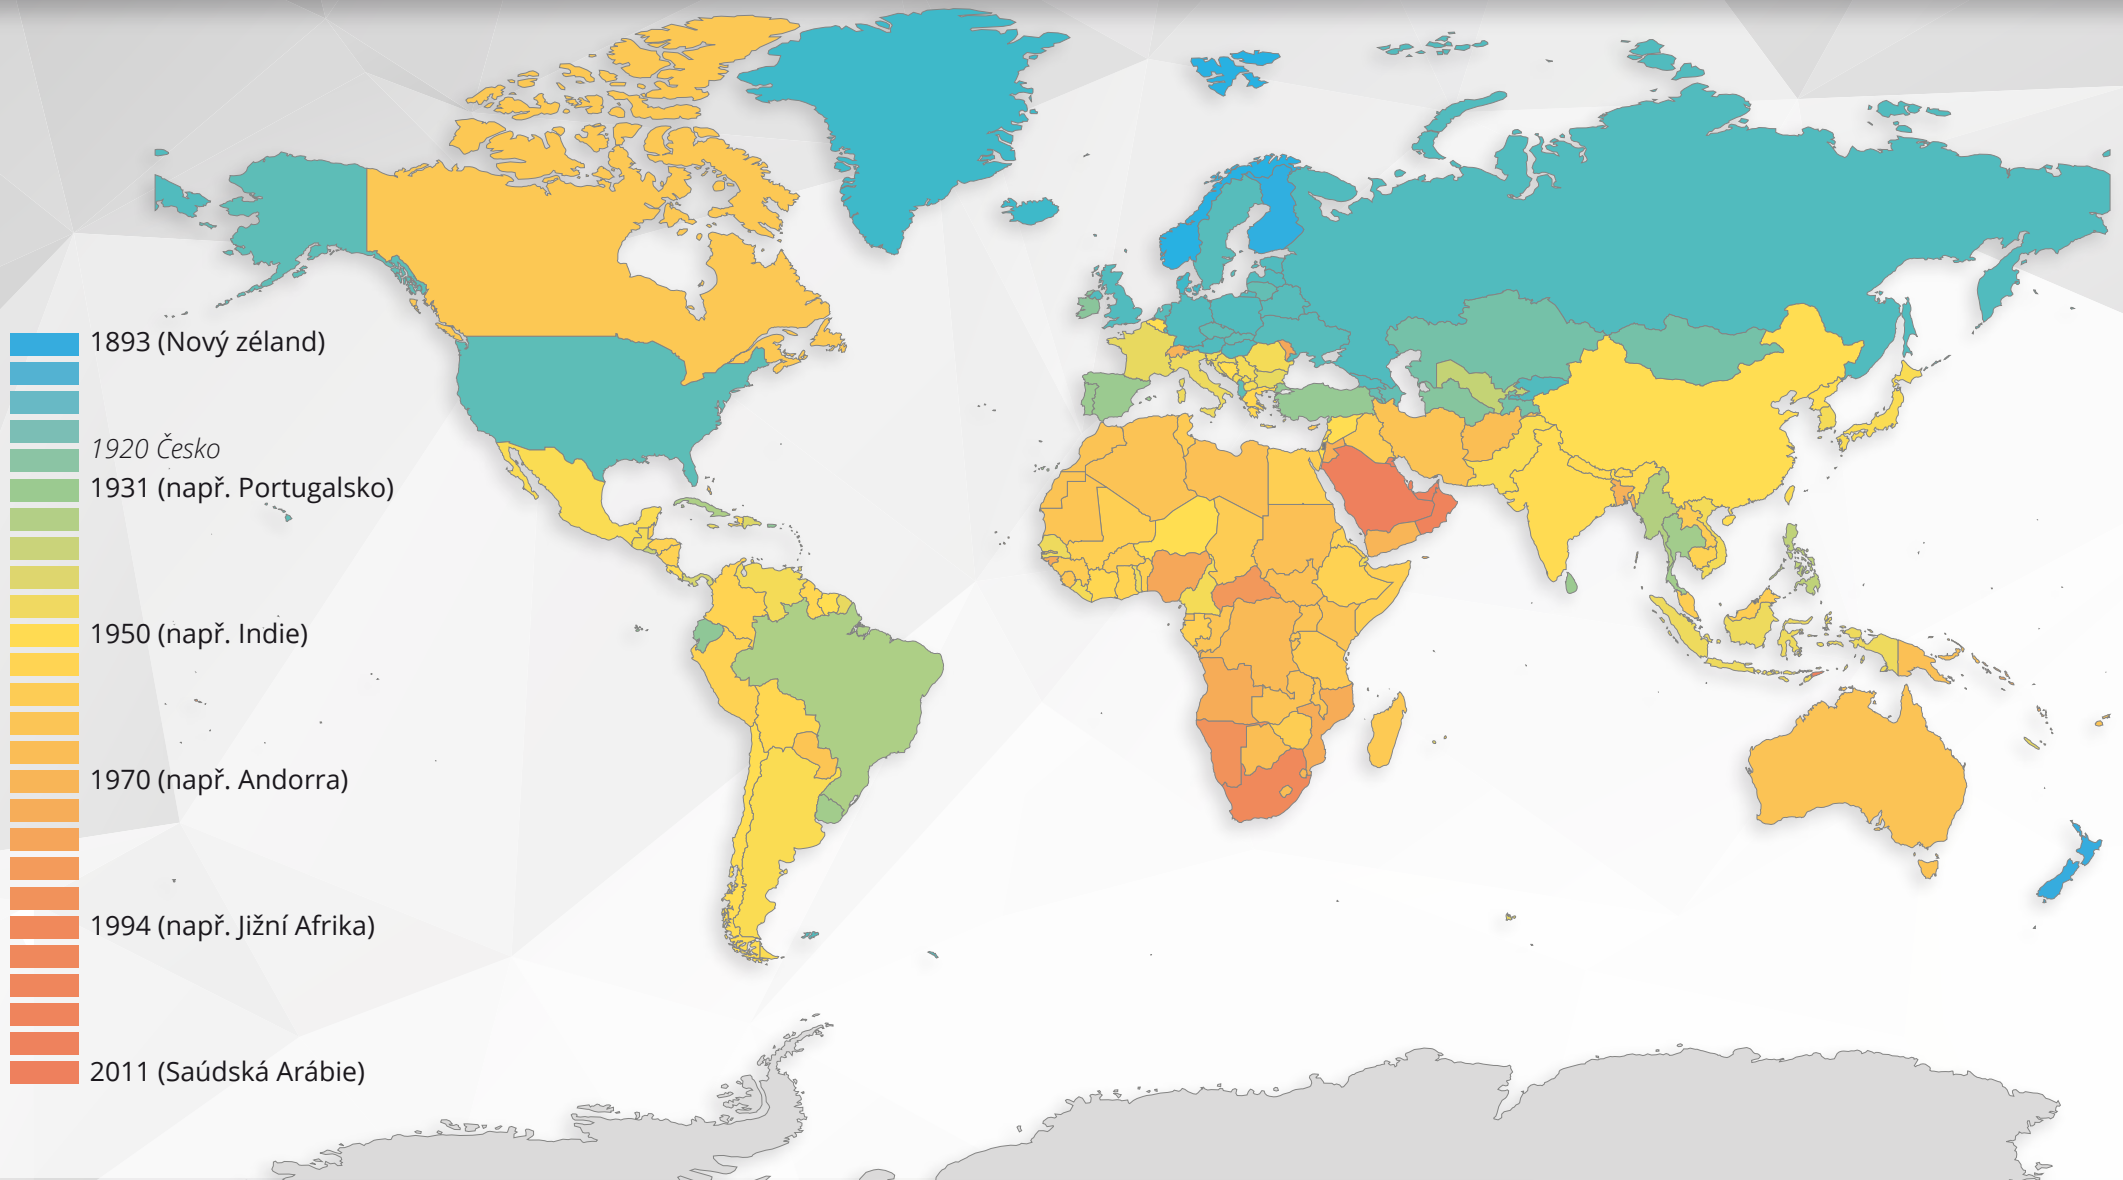 1893 (Nový zéland)
1920 Česko
1931 (např. Portugalsko)
1950 (např. Indie)
1970 (např. Andorra)
1994 (např. Jižní Afrika)
2011 (Saúdská Arábie)